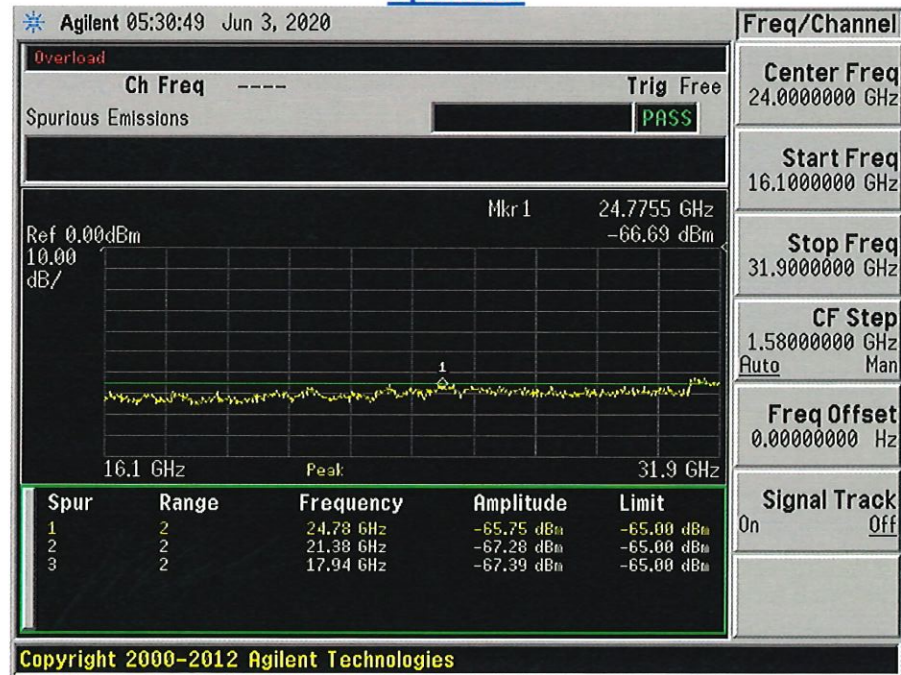 Agilent 05:30:49 Jun 3, 2020
Freq/Channel
Overload
Ch Freq ----
Trig Free
Spurious Emissions
PASS
Center Freq
24.0000000 GHz
Start Freq
16.1000000 GHz
Stop Freq
31.9000000 GHz
CF Step
1.58000000 GHz
Auto Man
Freq Offset
0.00000000 Hz
Signal Track
On Off
Mkr1 24.7755 GHz
Ref 0.00dBm -66.69 dBm
10.00
dB/
1
16.1 GHz Peak 31.9 GHz
Spur Range Frequency Amplitude Limit
1 2 24.78 GHz -65.75 dBm -65.00 dBm
2 2 21.38 GHz -67.28 dBm -65.00 dBm
3 2 17.94 GHz -67.39 dBm -65.00 dBm
Copyright 2000-2012 Agilent Technologies